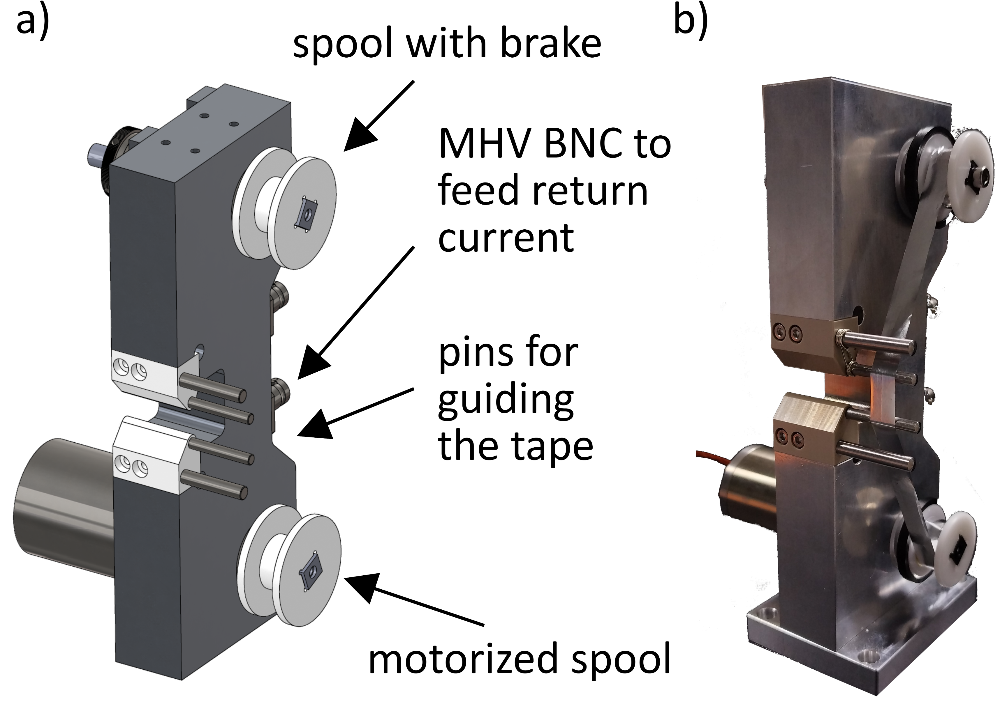 a)
b)
spool with brake
MHV BNC to
feed return
current
pins for
guiding
the tape
motorized spool